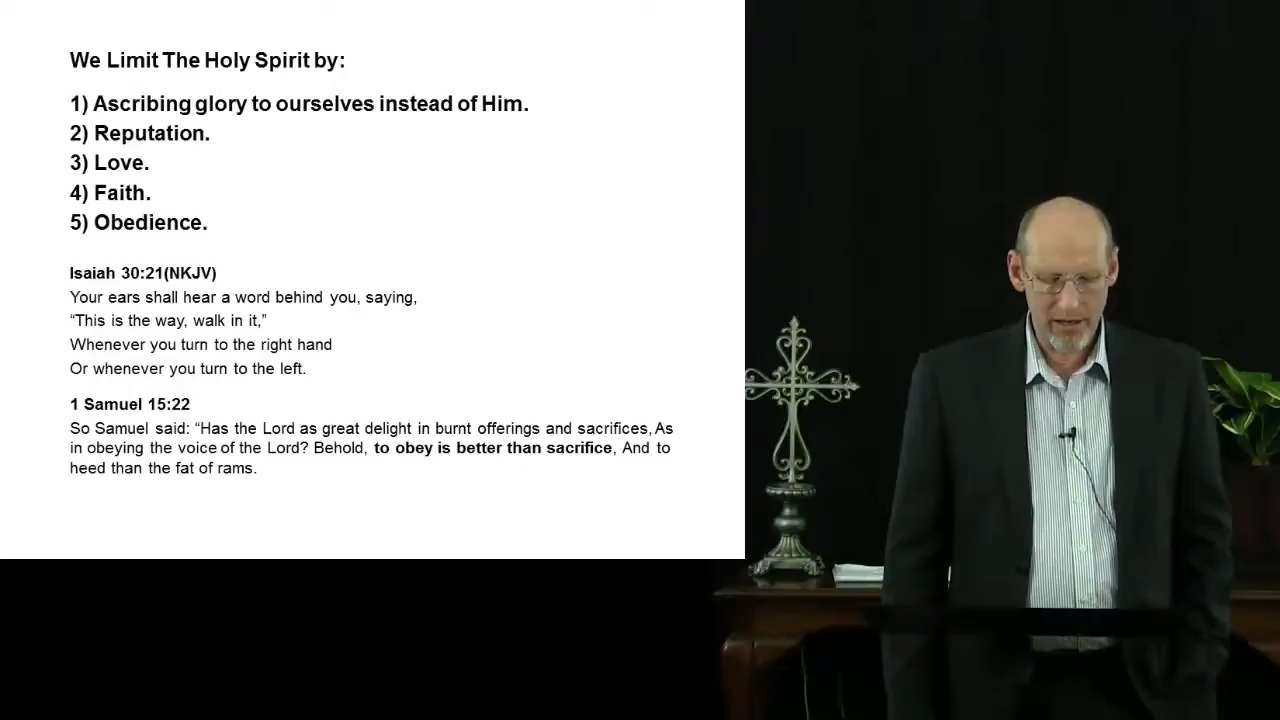 We Limit The Holy Spirit by:
1) Ascribing glory to ourselves instead of Him.
2) Reputation.
3) Love.
4) Faith.
5) Obedience.
Isaiah 30:21(NKJV)
Your ears shall hear a word behind you, saying,
“This is the way, walk in it,”
Whenever you turn to the right hand
Or whenever you turn to the left.
1 Samuel 15:22
So Samuel said: “Has the Lord as great delight in burnt offerings and sacrifices, As
in obeying the voice of the Lord? Behold, to obey is better than sacrifice, And to
heed than the fat of rams.